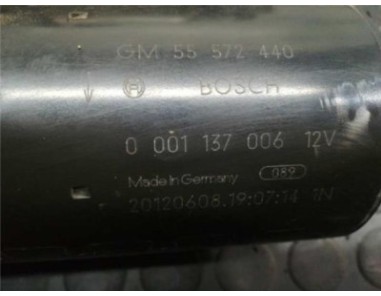 GM 55 572 440
BOSCH
0 001 137 006 12V
Made in Germany 089
20120608.19:07:14 1N